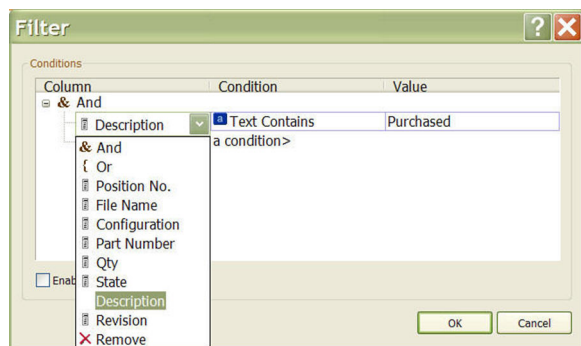 Filter
Conditions
Column Condition Value
& And
Description a Text Contains Purchased
& And a condition>
{ Or
Position No.
File Name
Configuration
Part Number
Qty
Enab State
Description
Revision
OK Cancel
Remove